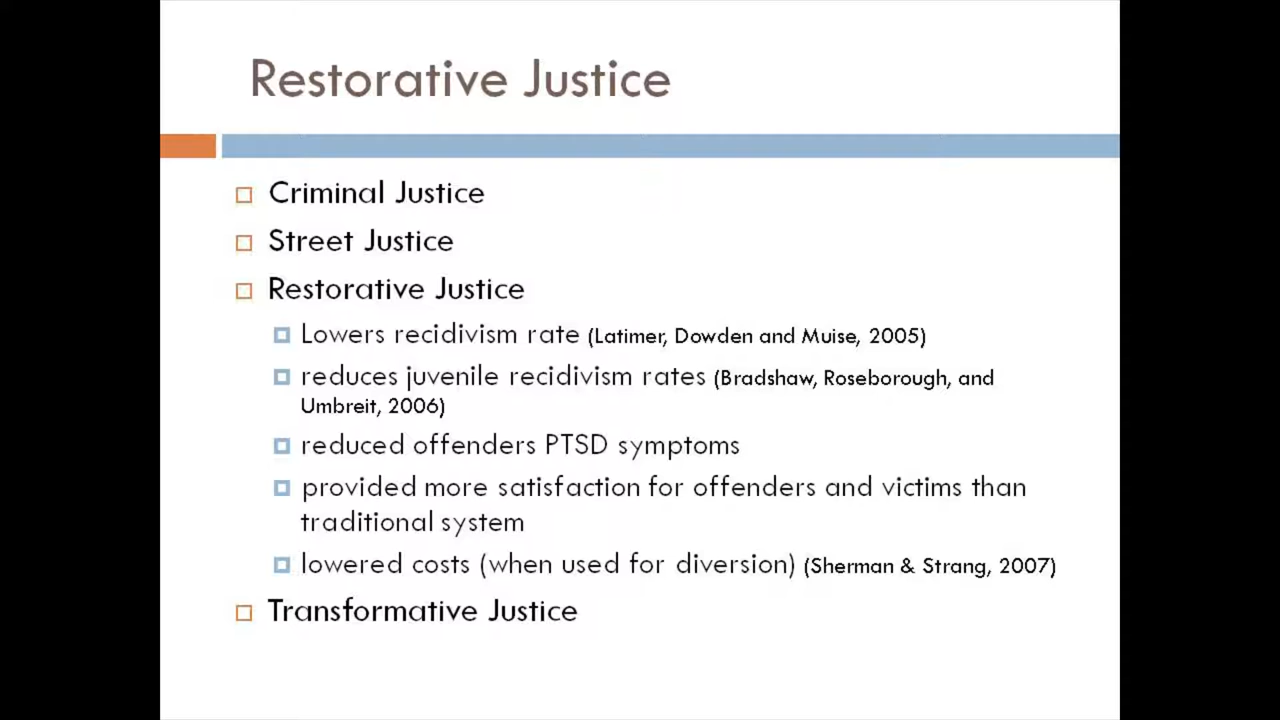 Restorative Justice
Criminal Justice
Street Justice
Restorative Justice
Lowers recidivism rate (Latimer, Dowden and Muise, 2005)
reduces juvenile recidivism rates (Bradshaw, Roseborough, and
Umbreit, 2006)
reduced offenders PTSD symptoms
provided more satisfaction for offenders and victims than
traditional system
lowered costs (when used for diversion) (Sherman & Strang, 2007)
Transformative Justice